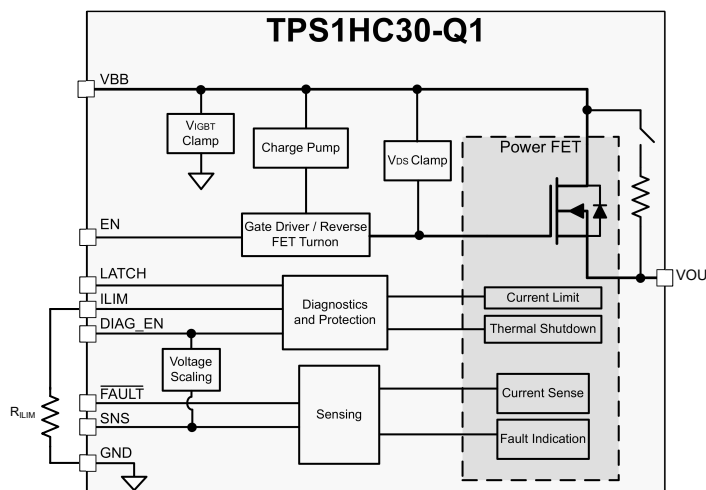 TPS1HC30-Q1
VBB
VIGBT
Clamp
Charge Pump
VDS Clamp
Power FET
EN
Gate Driver / Reverse
FET Turnon
VOU
LATCH
ILIM
DIAG_EN
Diagnostics
and Protection
Current Limit
Thermal Shutdown
Voltage
Scaling
RILIM
FAULT
SNS
GND
Sensing
Current Sense
Fault Indication